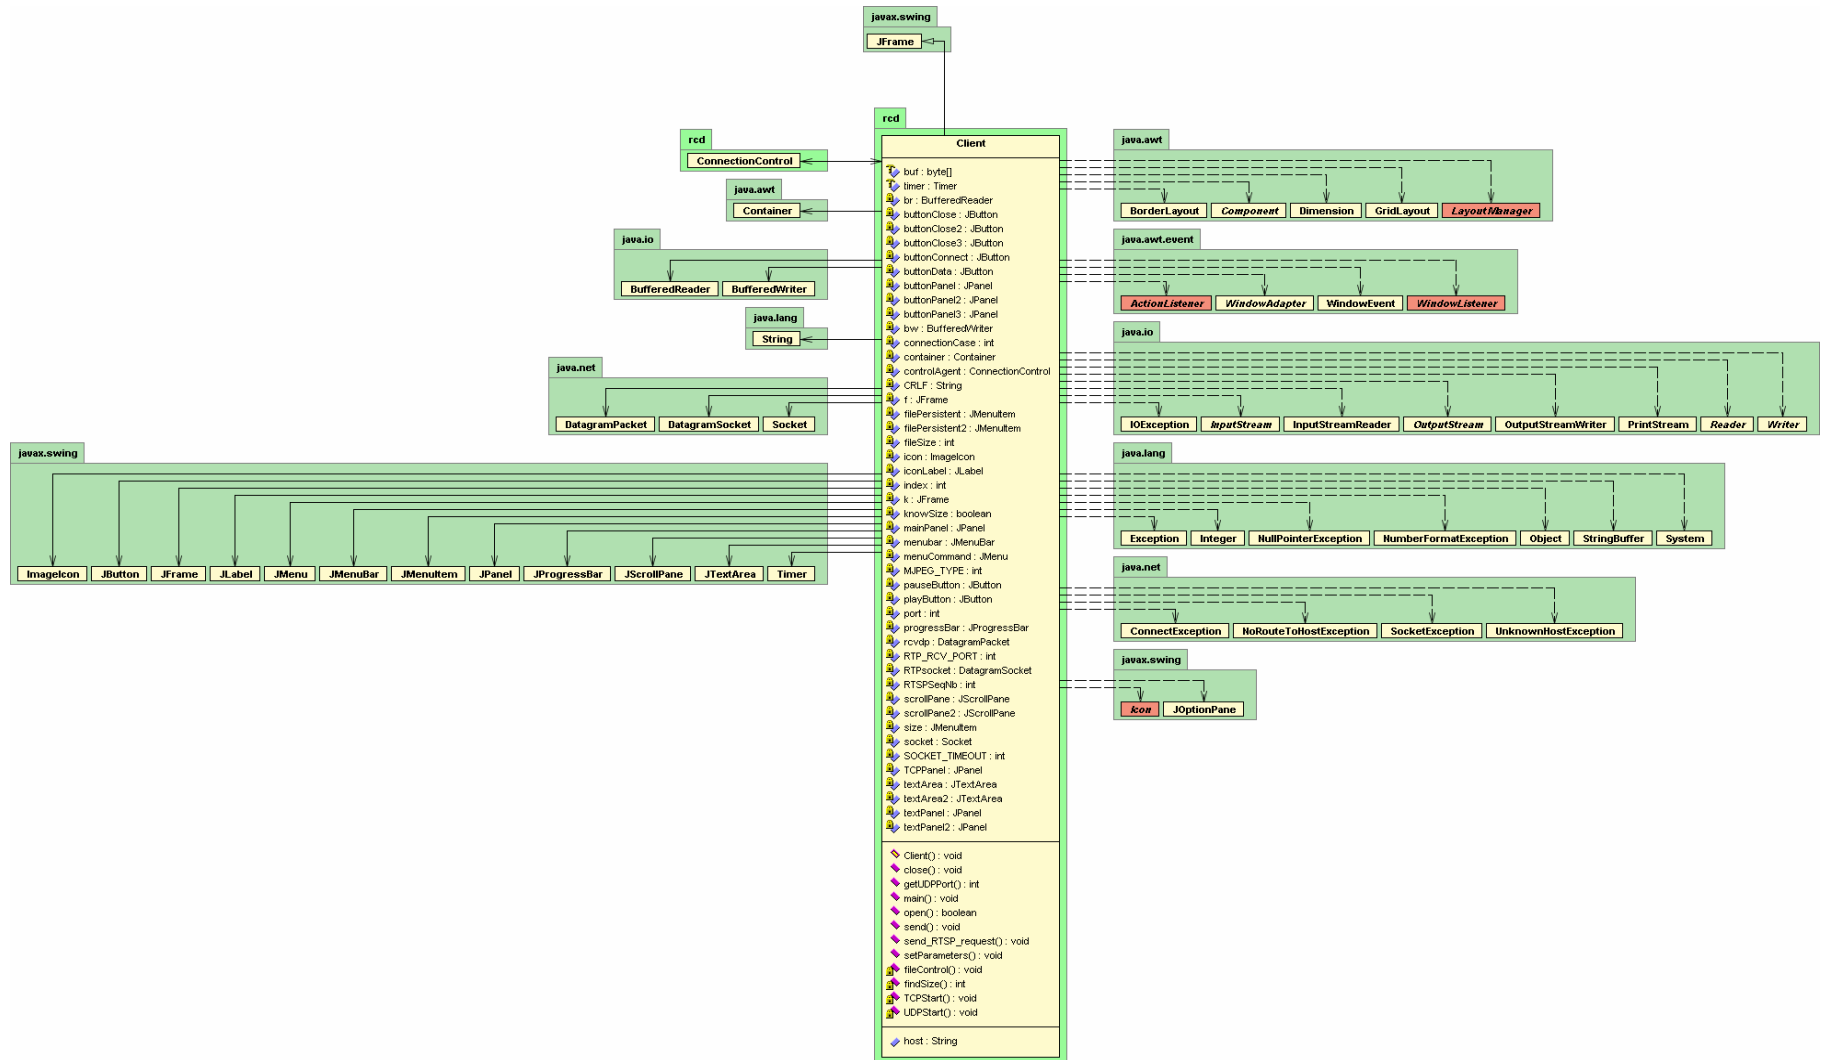 javax.swing
JFrame
rcd
ConnectionControl
java.awt
Container
java.io
BufferedReader BufferedWriter
java.lang
String
java.net
DatagramPacket DatagramSocket Socket
javax.swing
ImageIcon JButton JFrame JLabel JMenu JMenuBar JMenuItem JPanel JProgressBar JScrollPane JTextArea Timer
rcd
Client
buf : byte[]
timer : Timer
br : BufferedReader
buttonClose : JButton
buttonClose2 : JButton
buttonClose3 : JButton
buttonConnect : JButton
buttonData : JButton
buttonPanel : JPanel
buttonPanel2 : JPanel
buttonPanel3 : JPanel
bw : BufferedWriter
connectionCase : int
container : Container
controlAgent : ConnectionControl
CRLF : String
f : JFrame
filePersistent : JMenuItem
filePersistent2 : JMenuItem
fileSize : int
icon : ImageIcon
iconLabel : JLabel
index : int
k : JFrame
knowSize : boolean
mainPanel : JPanel
menubar : JMenuBar
menuCommand : JMenu
MJPEG_TYPE : int
pauseButton : JButton
playButton : JButton
port : int
progressBar : JProgressBar
rcvdp : DatagramPacket
RTP_RCV_PORT : int
RTPsocket : DatagramSocket
RTSPSeqNb : int
scrollPane : JScrollPane
scrollPane2 : JScrollPane
size : JMenuItem
socket : Socket
SOCKET_TIMEOUT : int
TCPPanel : JPanel
textArea : JTextArea
textArea2 : JTextArea
textPanel : JPanel
textPanel2 : JPanel
Client() : void
close() : void
getUDPPort() : int
main() : void
open() : boolean
send() : void
send_RTSP_request() : void
setParameters() : void
fileControl() : void
findSize() : int
TCPStart() : void
UDPStart() : void
host : String
java.awt
BorderLayout Component Dimension GridLayout LayoutManager
java.awt.event
ActionListener WindowAdapter WindowEvent WindowListener
java.io
IOException InputStream InputStreamReader OutputStream OutputStreamWriter PrintStream Reader Writer
java.lang
Exception Integer NullPointerException NumberFormatException Object StringBuffer System
java.net
ConnectException NoRouteToHostException SocketException UnknownHostException
javax.swing
Icon JOptionPane